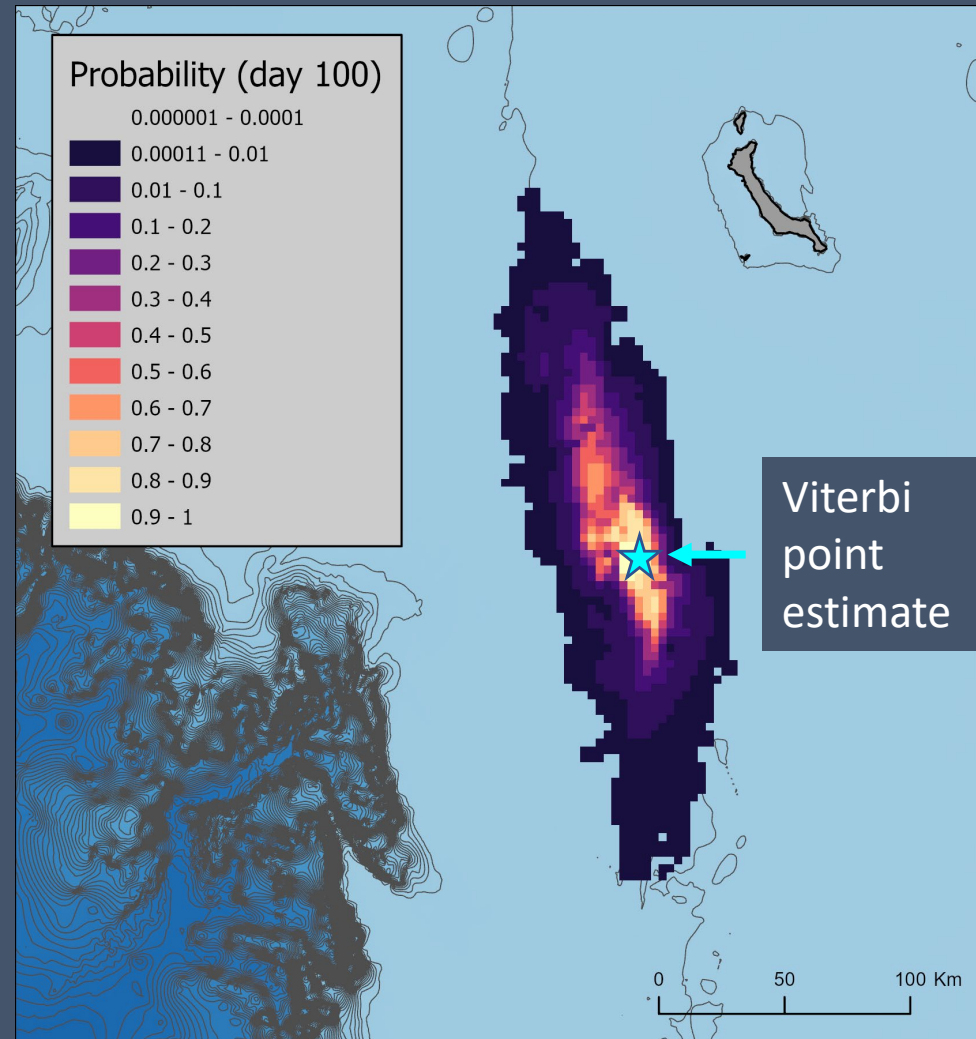 Probability (day 100)
0.000001 - 0.0001
0.00011 - 0.01
0.01 - 0.1
0.1 - 0.2
0.2 - 0.3
0.3 - 0.4
0.4 - 0.5
0.5 - 0.6
0.6 - 0.7
0.7 - 0.8
0.8 - 0.9
0.9 - 1
Viterbi
point
estimate
0 50 100 Km